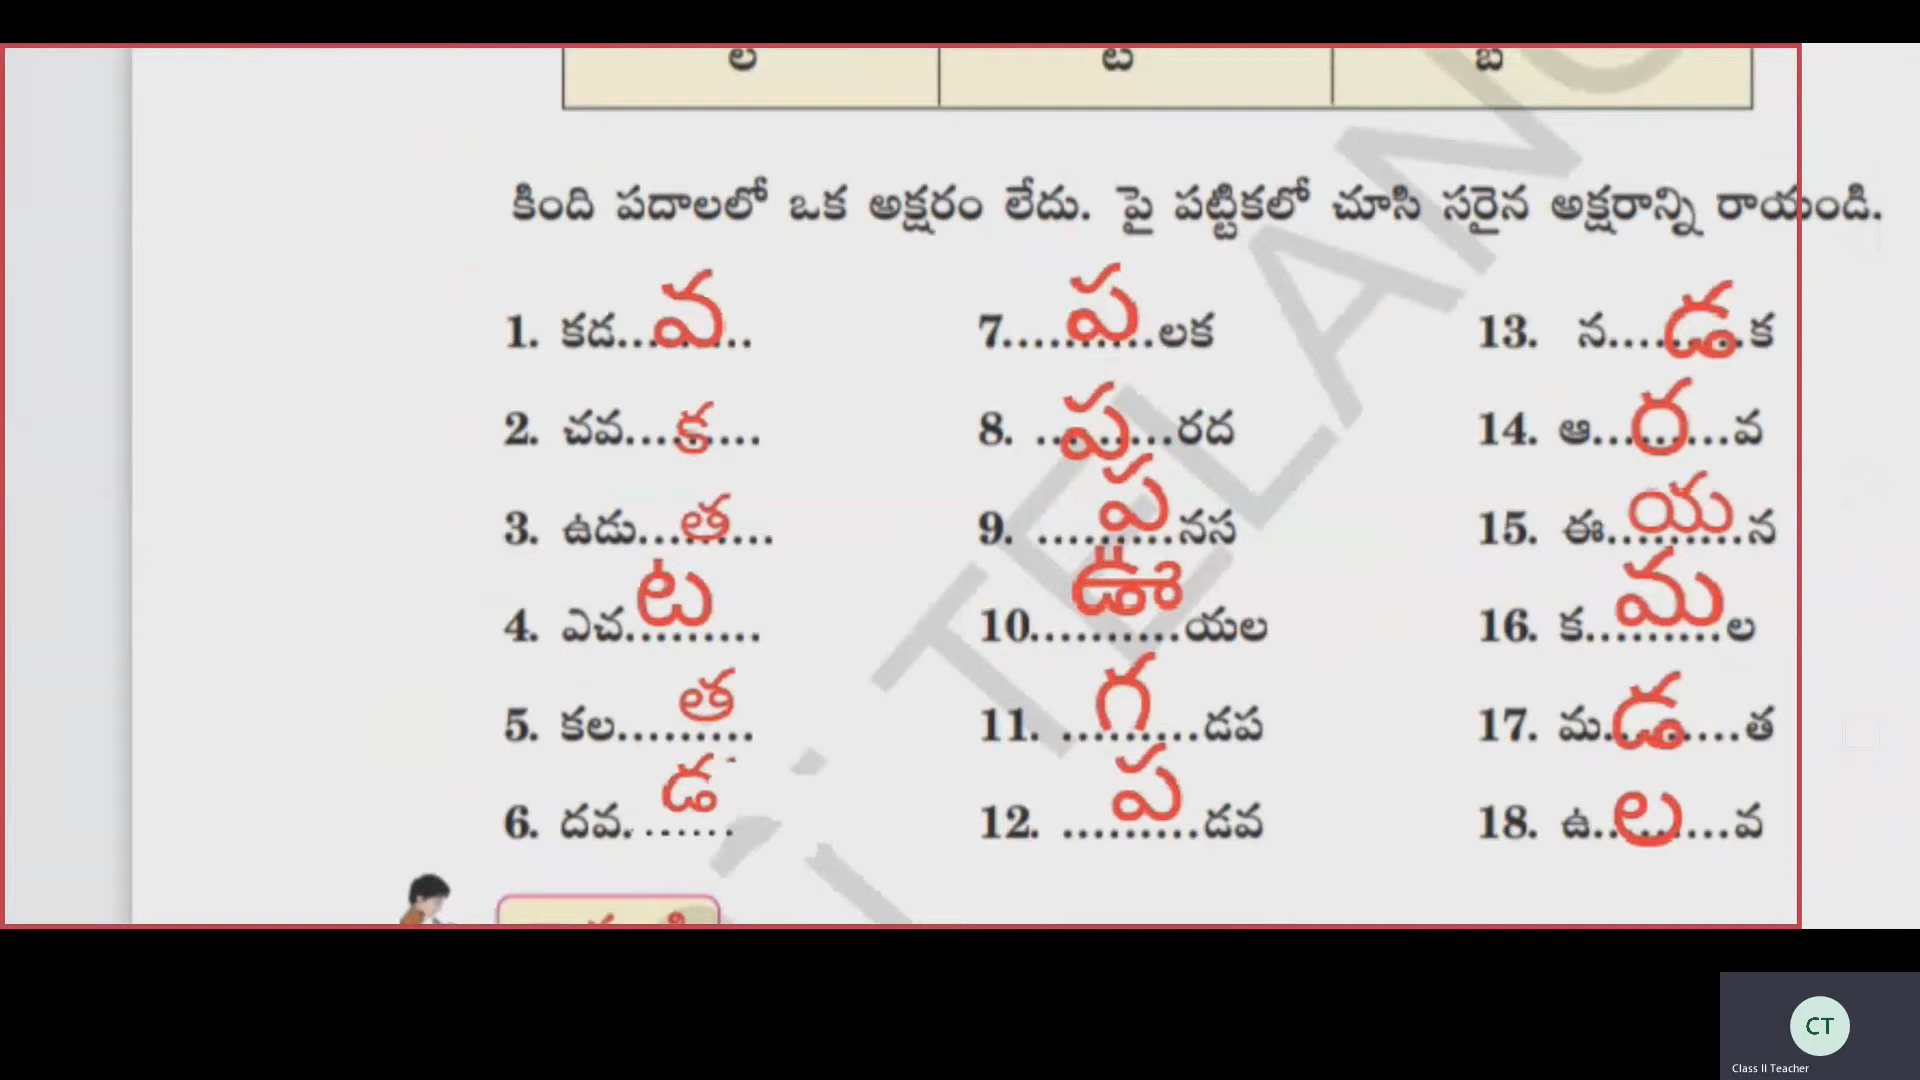 ల ట బ
కింది పదాలలో ఒక అక్షరం లేదు. పై పట్టికలో చూసి సరైన అక్షరాన్ని రాయండి.
1. కడ...వ...... 7....ప......లక 13. న......డ.క
2. చవ....క..... 8. ...ప......రద 14. ఆ...ర......వ
3. ఉడు...త...... 9. ....ప.....నస 15. ఈ....య.....న
4. ఎచ..ట....... 10....ఊ.......యల 16. క...మ......ల
5. కల.....త.... 11. ...గ......డప 17. మ..డ.......త
6. దవ...డ..... 12. ....ప.....డవ 18. ఉ..ల.......వ
TELAN
CT
Class II Teacher